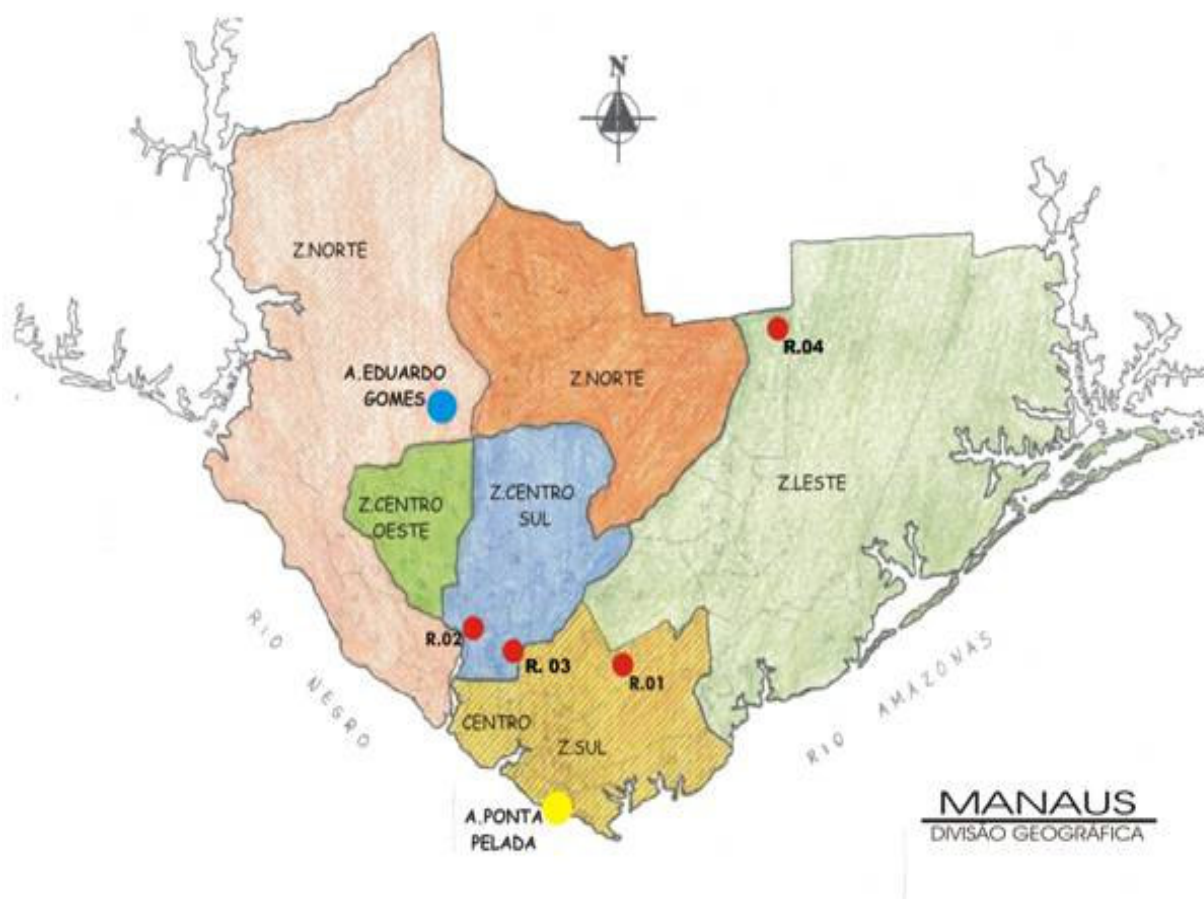 N
Z.NORTE
R.04
A.EDUARDO
GOMES
Z.NORTE
Z.LESTE
Z.CENTRO
OESTE
Z.CENTRO
SUL
R.02
R. 03
R.01
RIO NEGRO
RIO AMAZONAS
CENTRO
Z.SUL
A.PONTA
PELADA
MANAUS
DIVISÃO GEOGRÁFICA